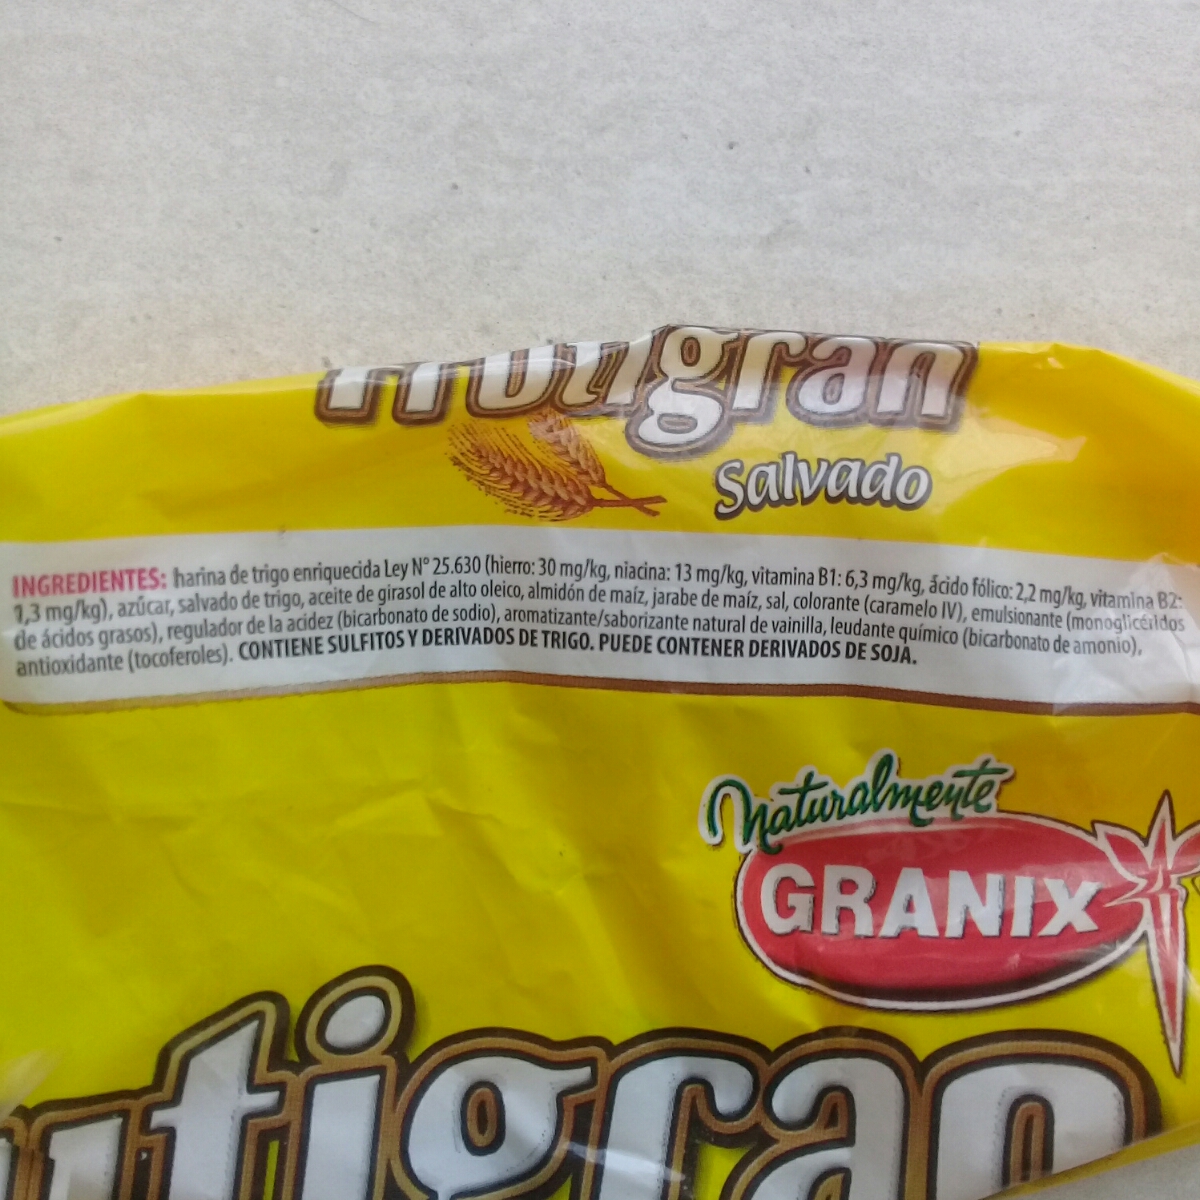 Frutigran
Salvado
INGREDIENTES: harina de trigo enriquecida Ley N° 25.630 (hierro: 30 mg/kg, niacina: 13 mg/kg, vitamina B1: 6,3 mg/kg, ácido fólico: 2,2 mg/kg, vitamina B2:
1,3 mg/kg), azúcar, salvado de trigo, aceite de girasol de alto oleico, almidón de maíz, jarabe de maíz, sal, colorante (caramelo IV), emulsionante (monoglicéridos
de ácidos grasos), regulador de la acidez (bicarbonato de sodio), aromatizante/saborizante natural de vainilla, leudante químico (bicarbonato de amonio),
antioxidante (tocoferoles). CONTIENE SULFITOS Y DERIVADOS DE TRIGO. PUEDE CONTENER DERIVADOS DE SOJA.
Naturalmente
GRANIX
utigran